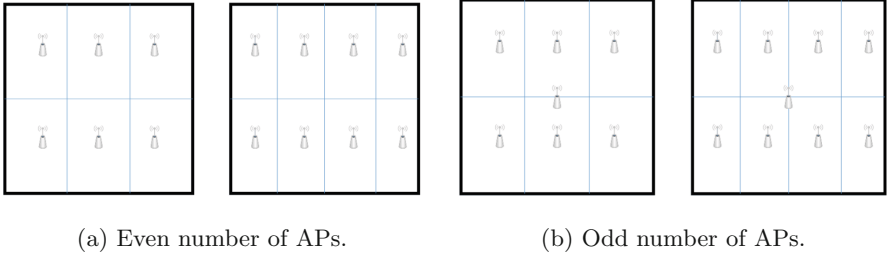 (a) Even number of APs.
(b) Odd number of APs.